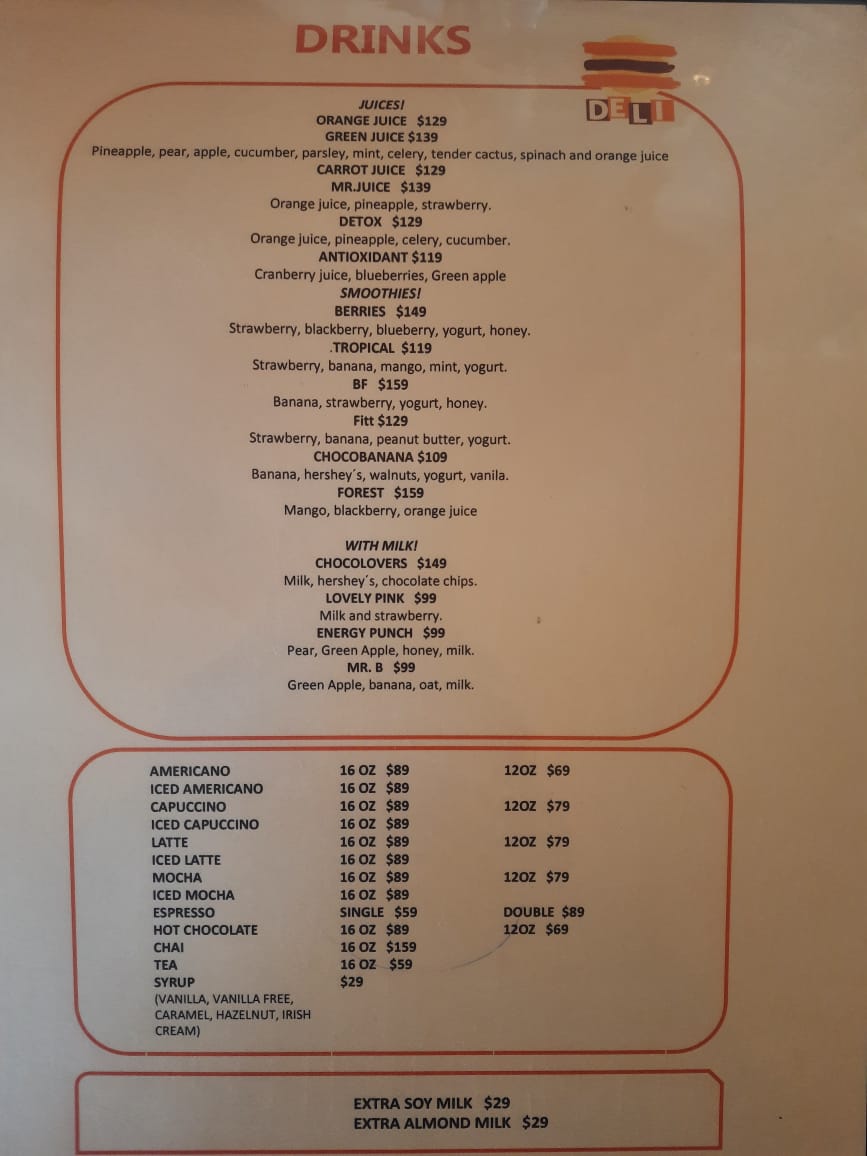 DRINKS
DELI
JUICES!
ORANGE JUICE $129
GREEN JUICE $139
Pineapple, pear, apple, cucumber, parsley, mint, celery, tender cactus, spinach and orange juice
CARROT JUICE $129
MR.JUICE $139
Orange juice, pineapple, strawberry.
DETOX $129
Orange juice, pineapple, celery, cucumber.
ANTIOXIDANT $119
Cranberry juice, blueberries, Green apple
SMOOTHIES!
BERRIES $149
Strawberry, blackberry, blueberry, yogurt, honey.
.TROPICAL $119
Strawberry, banana, mango, mint, yogurt.
BF $159
Banana, strawberry, yogurt, honey.
Fitt $129
Strawberry, banana, peanut butter, yogurt.
CHOCOBANANA $109
Banana, hershey´s, walnuts, yogurt, vanila.
FOREST $159
Mango, blackberry, orange juice
WITH MILK!
CHOCOLOVERS $149
Milk, hershey´s, chocolate chips.
LOVELY PINK $99
Milk and strawberry.
ENERGY PUNCH $99
Pear, Green Apple, honey, milk.
MR. B $99
Green Apple, banana, oat, milk.
AMERICANO 16 OZ $89 12OZ $69
ICED AMERICANO 16 OZ $89
CAPUCCINO 16 OZ $89 12OZ $79
ICED CAPUCCINO 16 OZ $89
LATTE 16 OZ $89 12OZ $79
ICED LATTE 16 OZ $89
MOCHA 16 OZ $89 12OZ $79
ICED MOCHA 16 OZ $89
ESPRESSO SINGLE $59 DOUBLE $89
HOT CHOCOLATE 16 OZ $89 12OZ $69
CHAI 16 OZ $159
TEA 16 OZ $59
SYRUP $29
(VANILLA, VANILLA FREE,
CARAMEL, HAZELNUT, IRISH
CREAM)
EXTRA SOY MILK $29
EXTRA ALMOND MILK $29